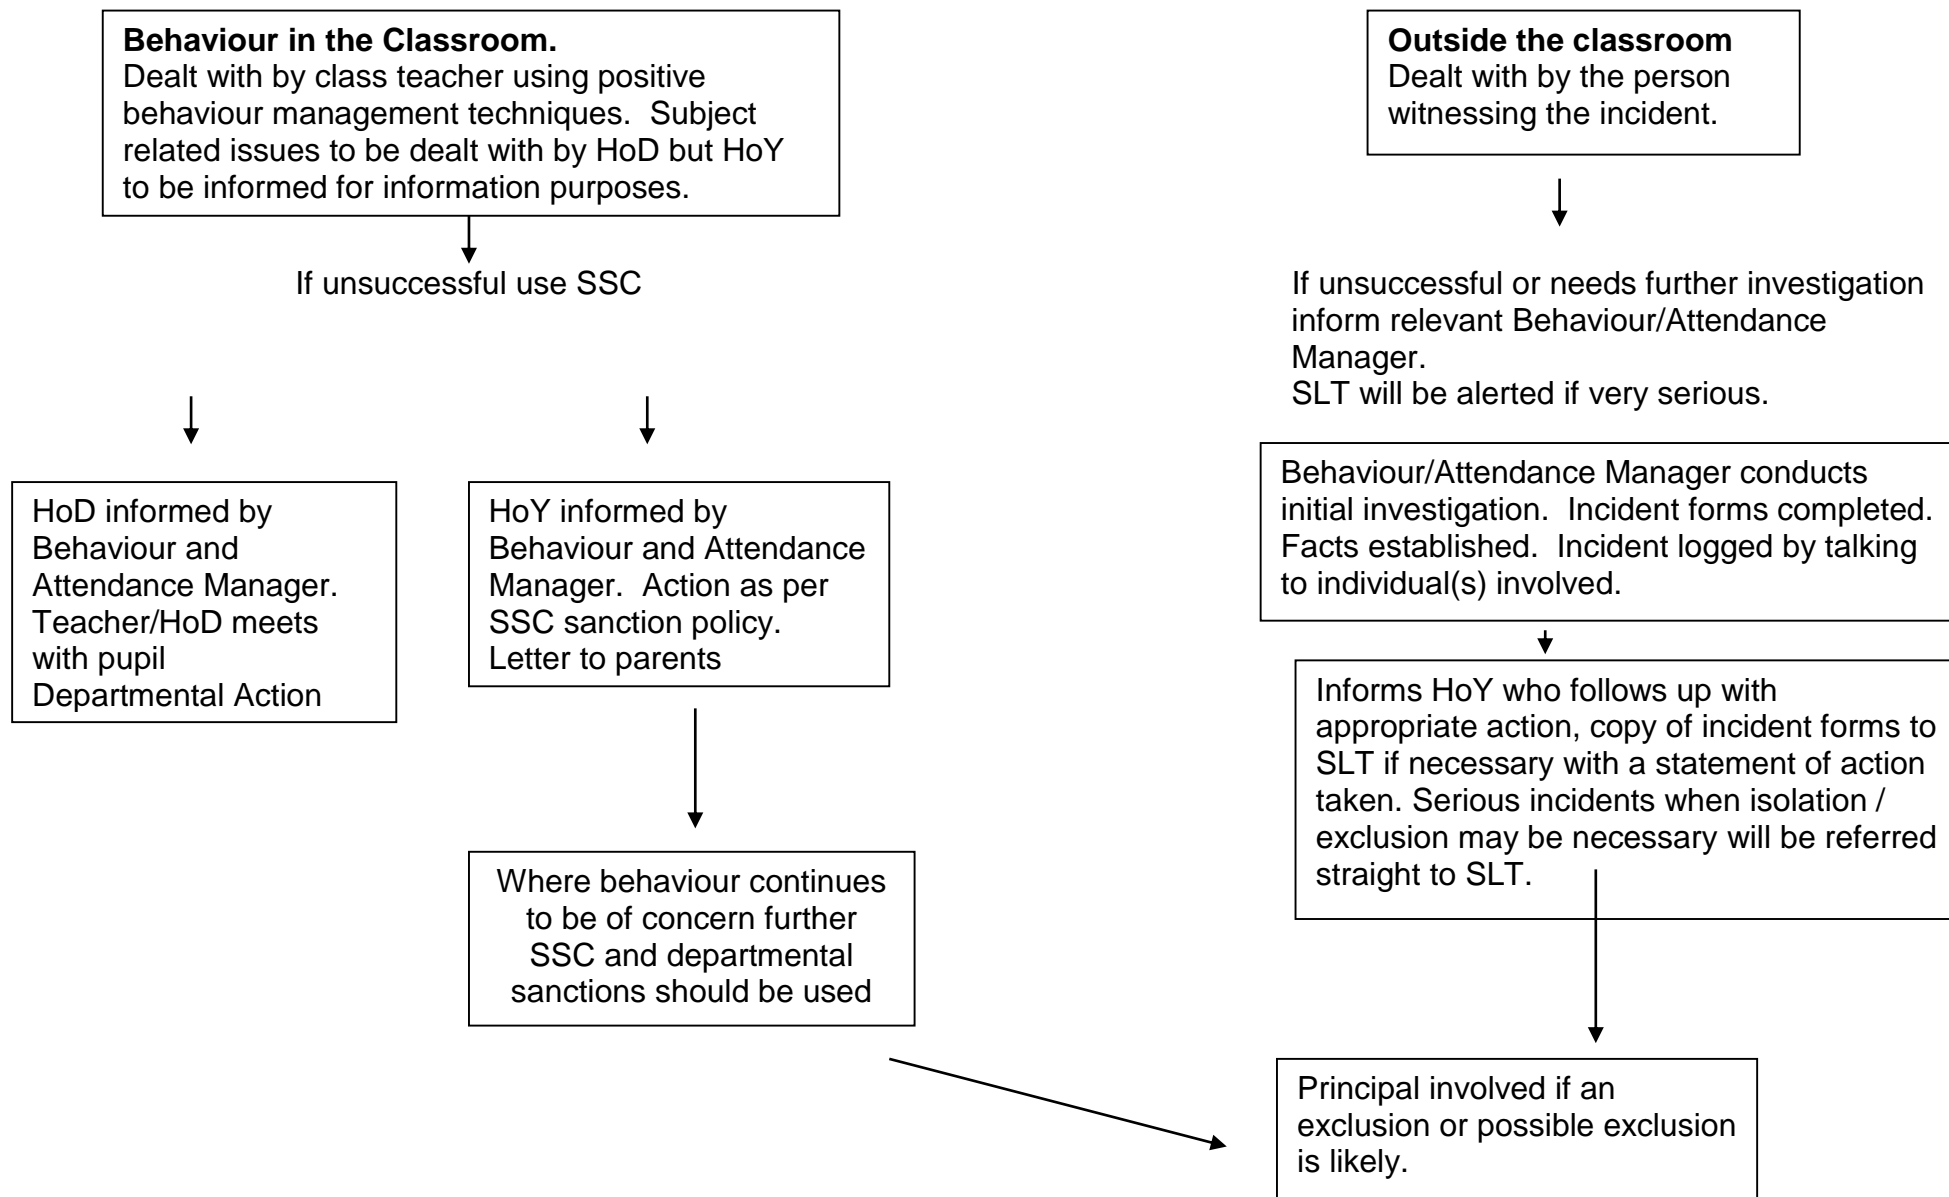 Behaviour in the Classroom.
Dealt with by class teacher using positive
behaviour management techniques.  Subject
related issues to be dealt with by HoD but HoY
to be informed for information purposes.
If unsuccessful use SSC
HoD informed by
Behaviour and
Attendance Manager.
Teacher/HoD meets
with pupil
Departmental Action
HoY informed by
Behaviour and Attendance
Manager.  Action as per
SSC sanction policy.
Letter to parents
Where behaviour continues
to be of concern further
SSC and departmental
sanctions should be used
Outside the classroom
Dealt with by the person
witnessing the incident.
If unsuccessful or needs further investigation
inform relevant Behaviour/Attendance
Manager.
SLT will be alerted if very serious.
Behaviour/Attendance Manager conducts
initial investigation.  Incident forms completed.
Facts established.  Incident logged by talking
to individual(s) involved.
Informs HoY who follows up with
appropriate action, copy of incident forms to
SLT if necessary with a statement of action
taken. Serious incidents when isolation /
exclusion may be necessary will be referred
straight to SLT.
Principal involved if an
exclusion or possible exclusion
is likely.